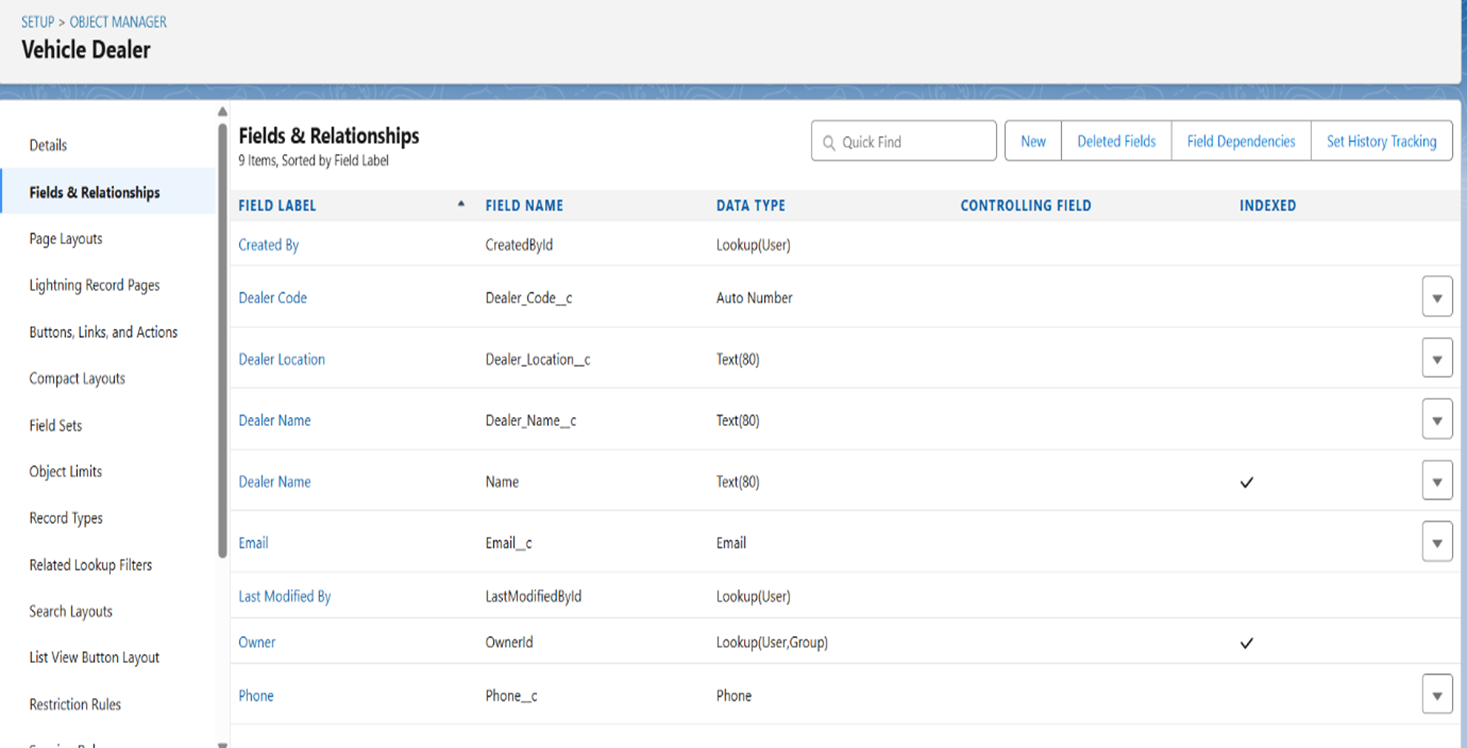 SETUP > OBJECT MANAGER
Vehicle Dealer
Details
Fields & Relationships
Page Layouts
Lightning Record Pages
Buttons, Links, and Actions
Compact Layouts
Field Sets
Object Limits
Record Types
Related Lookup Filters
Search Layouts
List View Button Layout
Restriction Rules
Fields & Relationships
9 Items, Sorted by Field Label
Quick Find
New
Deleted Fields
Field Dependencies
Set History Tracking
FIELD LABEL FIELD NAME DATA TYPE CONTROLLING FIELD INDEXED
Created By CreatedById Lookup(User)
Dealer Code Dealer_Code__c Auto Number
Dealer Location Dealer_Location__c Text(80)
Dealer Name Dealer_Name__c Text(80)
Dealer Name Name Text(80)
Email Email__c Email
Last Modified By LastModifiedById Lookup(User)
Owner OwnerId Lookup(User,Group)
Phone Phone__c Phone